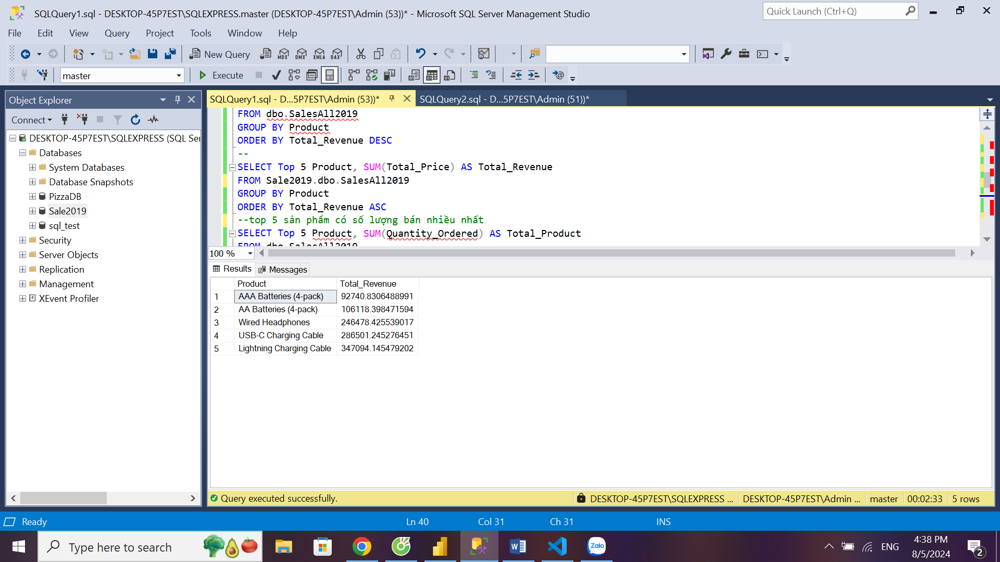 SQLQuery1.sql - DESKTOP-45P7EST\SQLEXPRESS.master (DESKTOP-45P7EST\Admin (53))* - Microsoft SQL Server Management Studio
Quick Launch (Ctrl+Q)
File Edit View Query Project Tools Window Help
New Query MDX DMX XMLA DAX
master Execute
Object Explorer
Connect
DESKTOP-45P7EST\SQLEXPRESS (SQL Ser
Databases
System Databases
Database Snapshots
PizzaDB
Sale2019
sql_test
Security
Server Objects
Replication
Management
XEvent Profiler
SQLQuery1.sql - D...5P7EST\Admin (53))* SQLQuery2.sql - D...5P7EST\Admin (51))*
FROM dbo.SalesAll2019
GROUP BY Product
ORDER BY Total_Revenue DESC
--
SELECT Top 5 Product, SUM(Total_Price) AS Total_Revenue
FROM Sale2019.dbo.SalesAll2019
GROUP BY Product
ORDER BY Total_Revenue ASC
--top 5 sản phẩm có số lượng bán nhiều nhất
SELECT Top 5 Product, SUM(Quantity_Ordered) AS Total_Product
FROM dbo.SalesAll2019
100 %
Results Messages
Product Total_Revenue
1 AAA Batteries (4-pack) 92740.8306488991
2 AA Batteries (4-pack) 106118.398471594
3 Wired Headphones 246478.425539017
4 USB-C Charging Cable 286501.245276451
5 Lightning Charging Cable 347094.145479202
Query executed successfully. DESKTOP-45P7EST\SQLEXPRESS ... DESKTOP-45P7EST\Admin ... master 00:02:33 5 rows
Ready Ln 40 Col 31 Ch 31 INS
Type here to search Zalo ENG 4:38 PM
8/5/2024 2